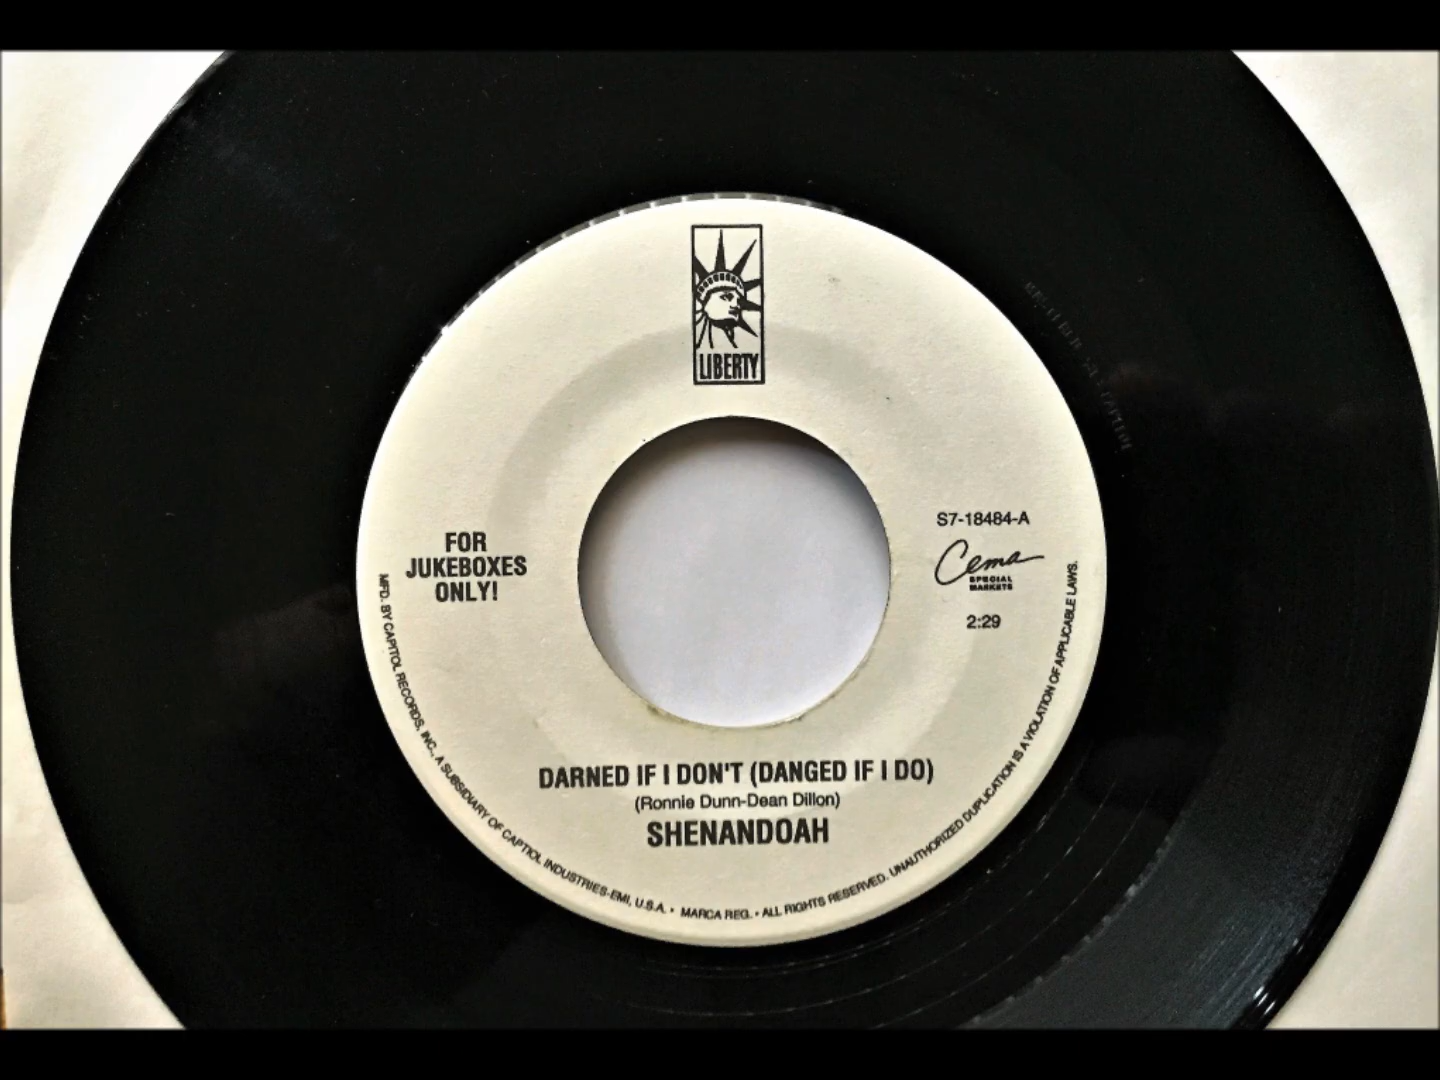 LIBERTY
FOR
JUKEBOXES
ONLY!
S7-18484-A
Cema
SPECIAL
MARKETS
2:29
DARNED IF I DON'T (DANGED IF I DO)
(Ronnie Dunn-Dean Dillon)
SHENANDOAH
MFD. BY CAPITOL RECORDS, INC., A SUBSIDIARY OF CAPTIOL INDUSTRIES-EMI, U.S.A. • MARCA REG. • ALL RIGHTS RESERVED. UNAUTHORIZED DUPLICATION IS A VIOLATION OF APPLICABLE LAWS.